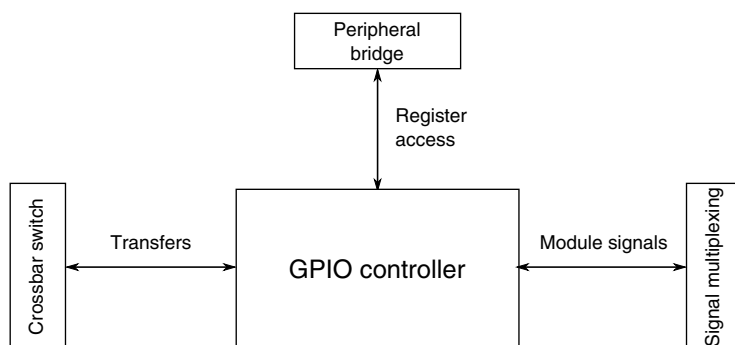 Peripheral
bridge
Register
access
Crossbar switch
Transfers
GPIO controller
Module signals
Signal multiplexing